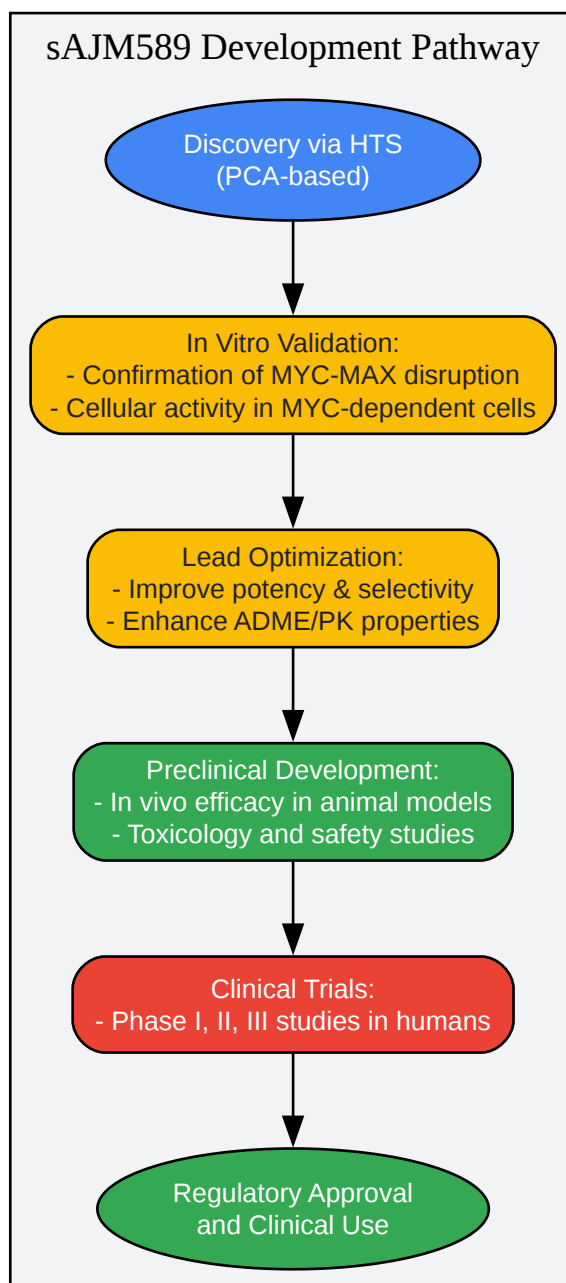 sAJM589 Development Pathway
Discovery via HTS
(PCA-based)
In Vitro Validation:
- Confirmation of MYC-MAX disruption
- Cellular activity in MYC-dependent cells
Lead Optimization:
- Improve potency & selectivity
- Enhance ADME/PK properties
Preclinical Development:
- In vivo efficacy in animal models
- Toxicology and safety studies
Clinical Trials:
- Phase I, II, III studies in humans
Regulatory Approval
and Clinical Use